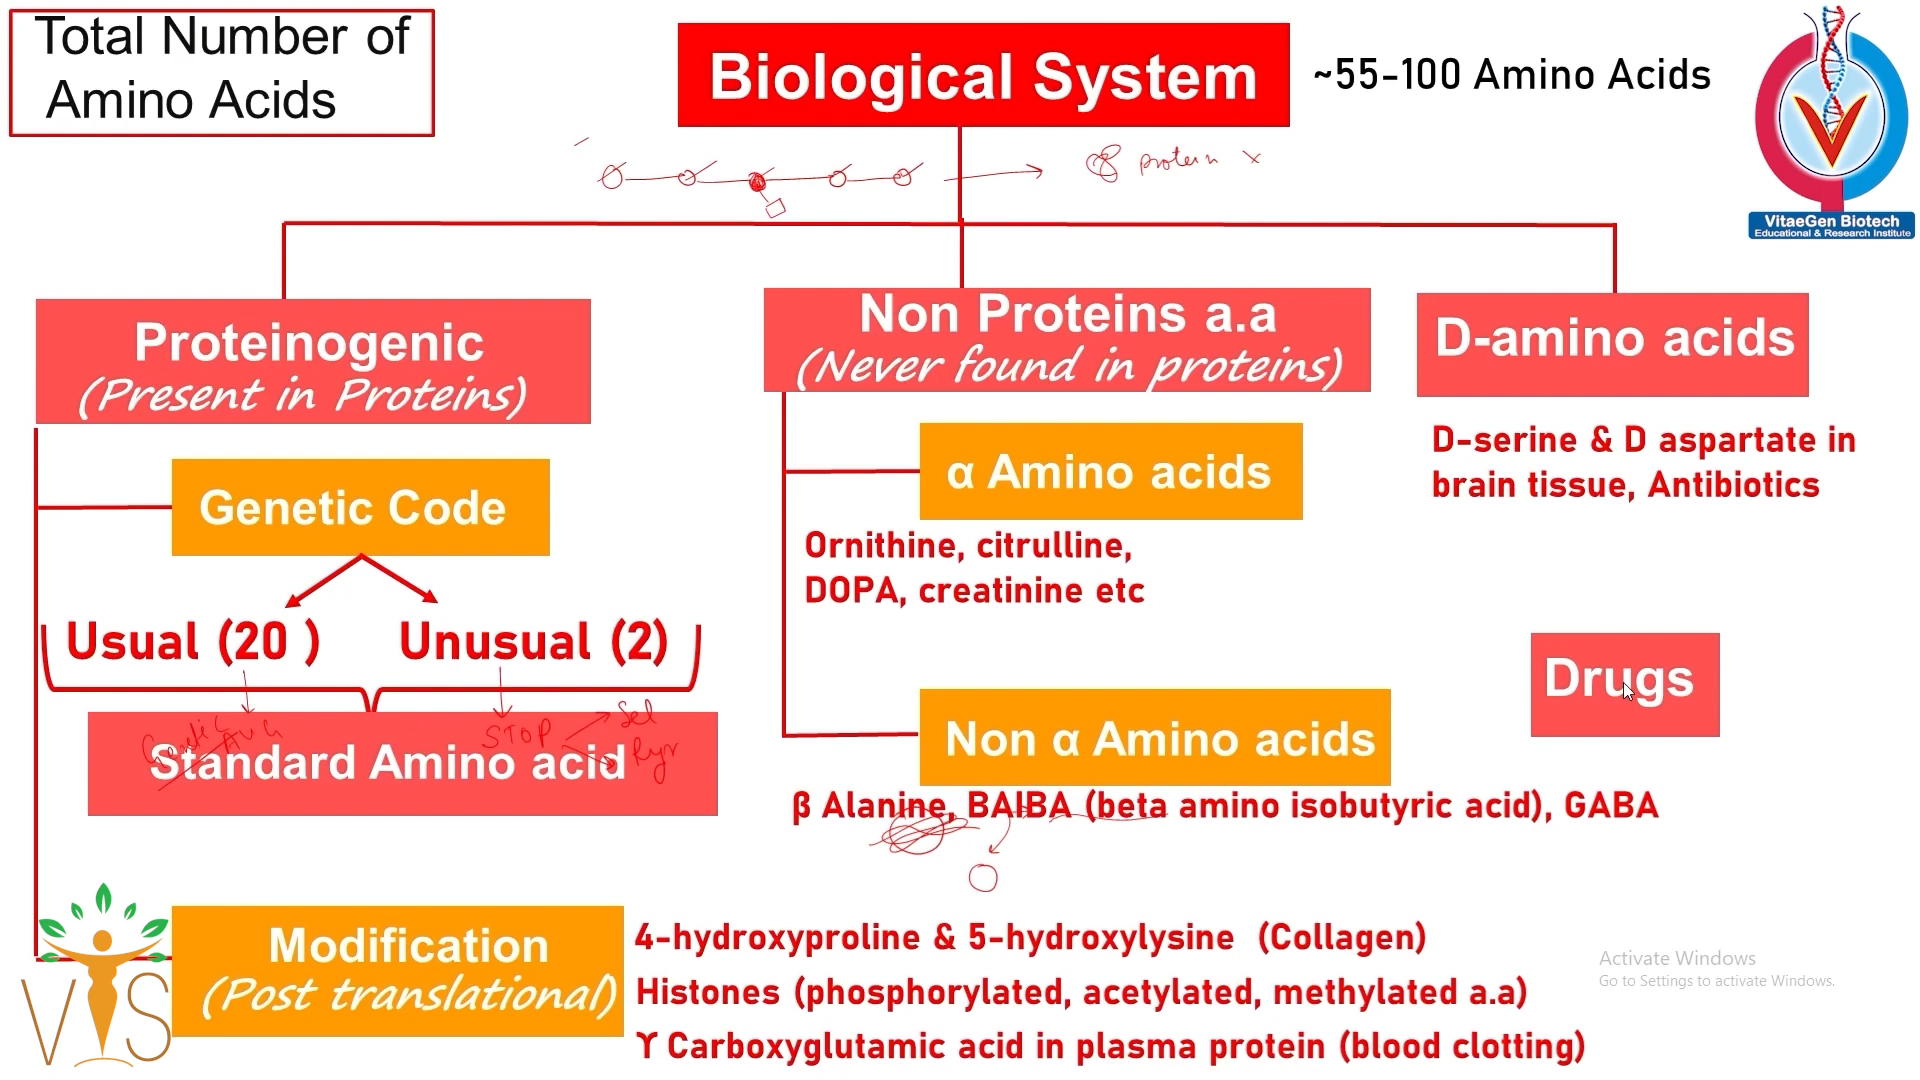 Total Number of
Amino Acids
Biological System
~55-100 Amino Acids
protein x
VitaeGen Biotech
Educational & Research Institute
Proteinogenic
(Present in Proteins)
Non Proteins a.a
(Never found in proteins)
D-amino acids
D-serine & D aspartate in
brain tissue, Antibiotics
Genetic Code
α Amino acids
Ornithine, citrulline,
DOPA, creatinine etc
Usual (20 )
Unusual (2)
Genetic
AUG
STOP
Sel
Pyr
Standard Amino acid
Drugs
Non α Amino acids
β Alanine, BAIBA (beta amino isobutyric acid), GABA
Modification
(Post translational)
4-hydroxyproline & 5-hydroxylysine (Collagen)
Histones (phosphorylated, acetylated, methylated a.a)
ϒ Carboxyglutamic acid in plasma protein (blood clotting)
VIS
Activate Windows
Go to Settings to activate Windows.